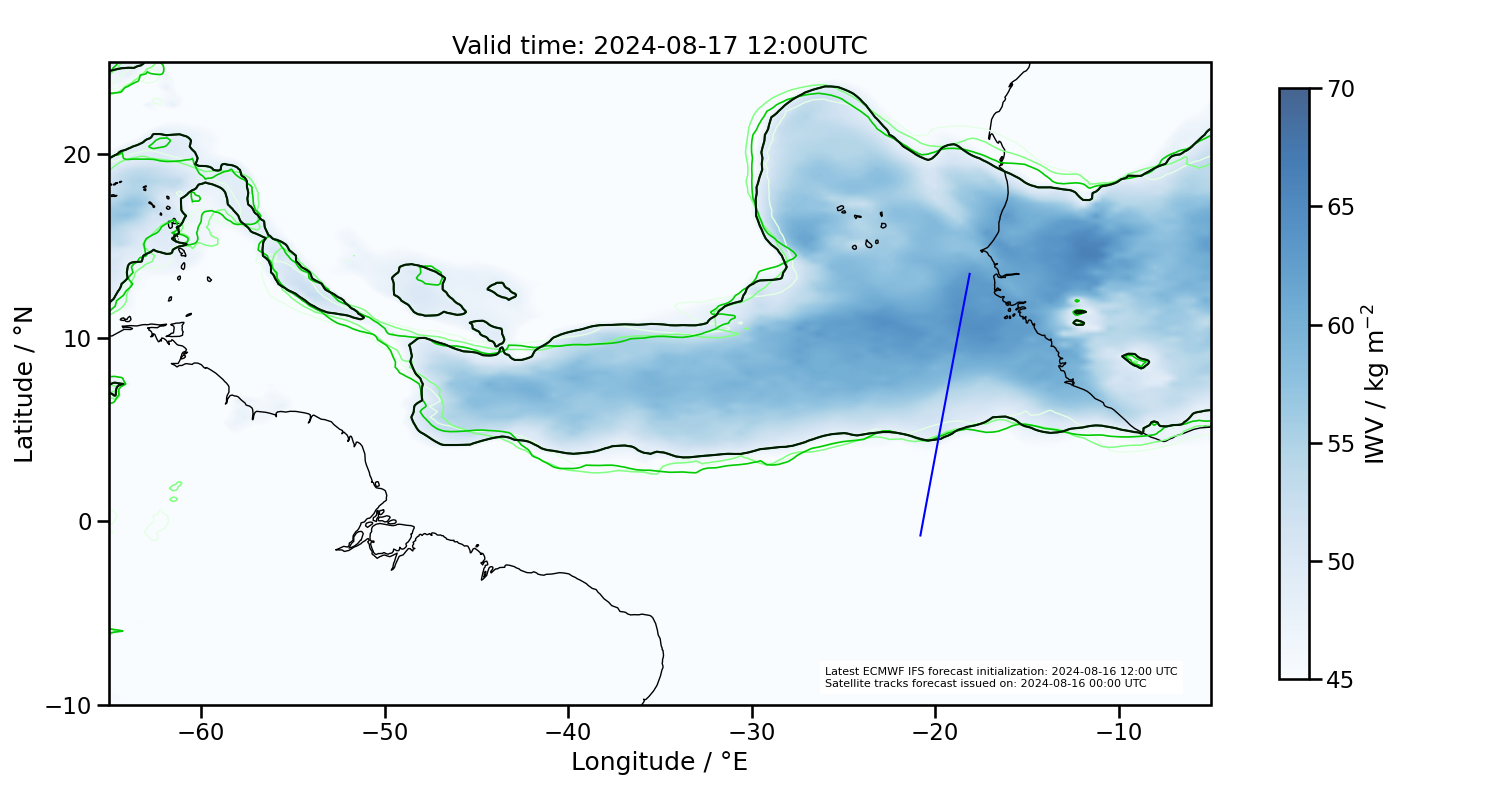 Valid time: 2024-08-17 12:00UTC
Latitude / °N
20
10
0
−10
−60
−50
−40
−30
−20
−10
Longitude / °E
Latest ECMWF IFS forecast initialization: 2024-08-16 12:00 UTC
Satellite tracks forecast issued on: 2024-08-16 00:00 UTC
70
65
60
55
50
45
IWV / kg m⁻²